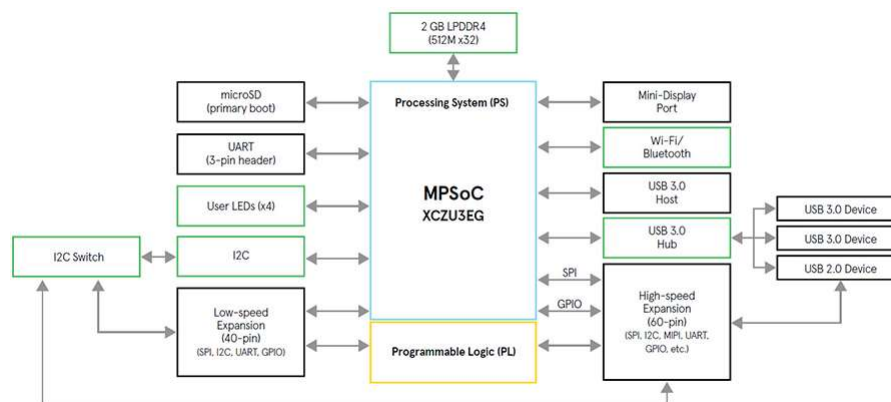 2 GB LPDDR4
(512M x32)
microSD
(primary boot)
Processing System (PS)
Mini-Display
Port
UART
(3-pin header)
Wi-Fi/
Bluetooth
MPSoC
XCZU3EG
User LEDs (x4)
USB 3.0
Host
USB 3.0 Device
USB 3.0
Hub
USB 3.0 Device
I2C Switch
I2C
USB 2.0 Device
SPI
Low-speed
Expansion
(40-pin)
(SPI, I2C, UART, GPIO)
GPIO
High-speed
Expansion
(60-pin)
(SPI, I2C, MIPI, UART,
GPIO, etc.)
Programmable Logic (PL)